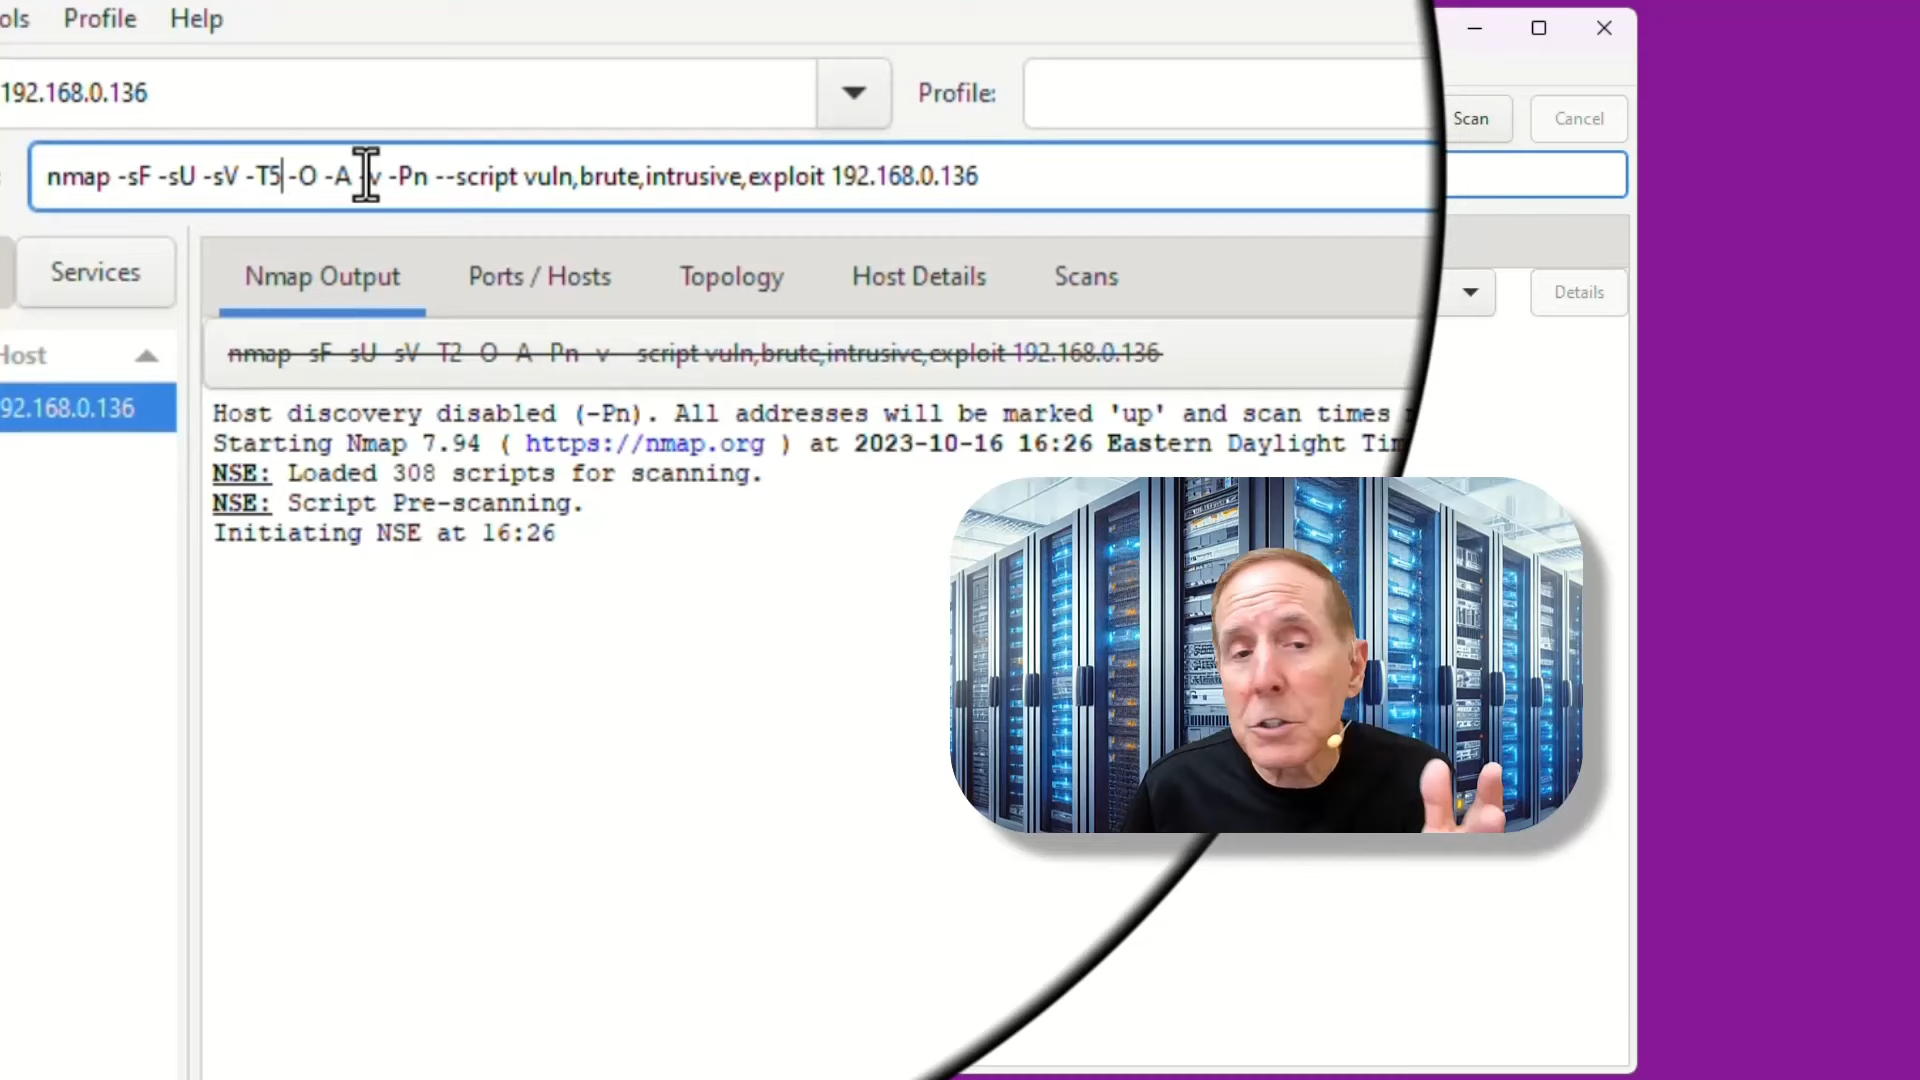 Profile Help
192.168.0.136
Profile:
Scan
Cancel
nmap -sF -sU -sV -T5 -O -A -v -Pn --script vuln,brute,intrusive,exploit 192.168.0.136
Services
Nmap Output Ports / Hosts Topology Host Details Scans
Details
nmap -sF -sU -sV -T2 -O -A -Pn -v --script vuln,brute,intrusive,exploit 192.168.0.136
Host discovery disabled (-Pn). All addresses will be marked 'up' and scan times
Starting Nmap 7.94 ( https://nmap.org ) at 2023-10-16 16:26 Eastern Daylight Tim
NSE: Loaded 308 scripts for scanning.
92.168.0.136
NSE: Script Pre-scanning.
Initiating NSE at 16:26